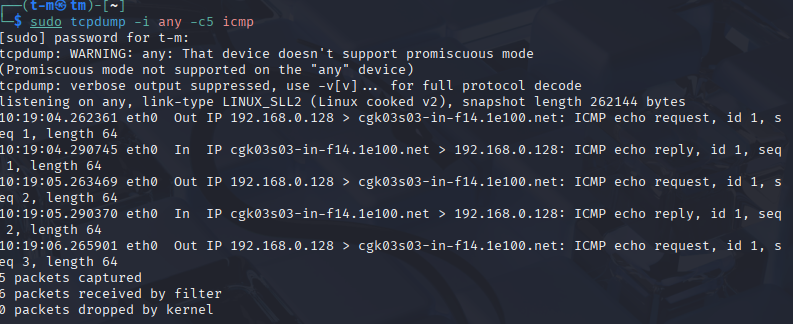 ┌──(t-m㉿tm)-[~]
└─$ sudo tcpdump -i any -c5 icmp
[sudo] password for t-m:
tcpdump: WARNING: any: That device doesn't support promiscuous mode
(Promiscuous mode not supported on the "any" device)
tcpdump: verbose output suppressed, use -v[v]... for full protocol decode
listening on any, link-type LINUX_SLL2 (Linux cooked v2), snapshot length 262144 bytes
10:19:04.262361 eth0  Out IP 192.168.0.128 > cgk03s03-in-f14.1e100.net: ICMP echo request, id 1, s
eq 1, length 64
10:19:04.290745 eth0  In  IP cgk03s03-in-f14.1e100.net > 192.168.0.128: ICMP echo reply, id 1, seq
 1, length 64
10:19:05.263469 eth0  Out IP 192.168.0.128 > cgk03s03-in-f14.1e100.net: ICMP echo request, id 1, s
eq 2, length 64
10:19:05.290370 eth0  In  IP cgk03s03-in-f14.1e100.net > 192.168.0.128: ICMP echo reply, id 1, seq
 2, length 64
10:19:06.265901 eth0  Out IP 192.168.0.128 > cgk03s03-in-f14.1e100.net: ICMP echo request, id 1, s
eq 3, length 64
5 packets captured
6 packets received by filter
0 packets dropped by kernel